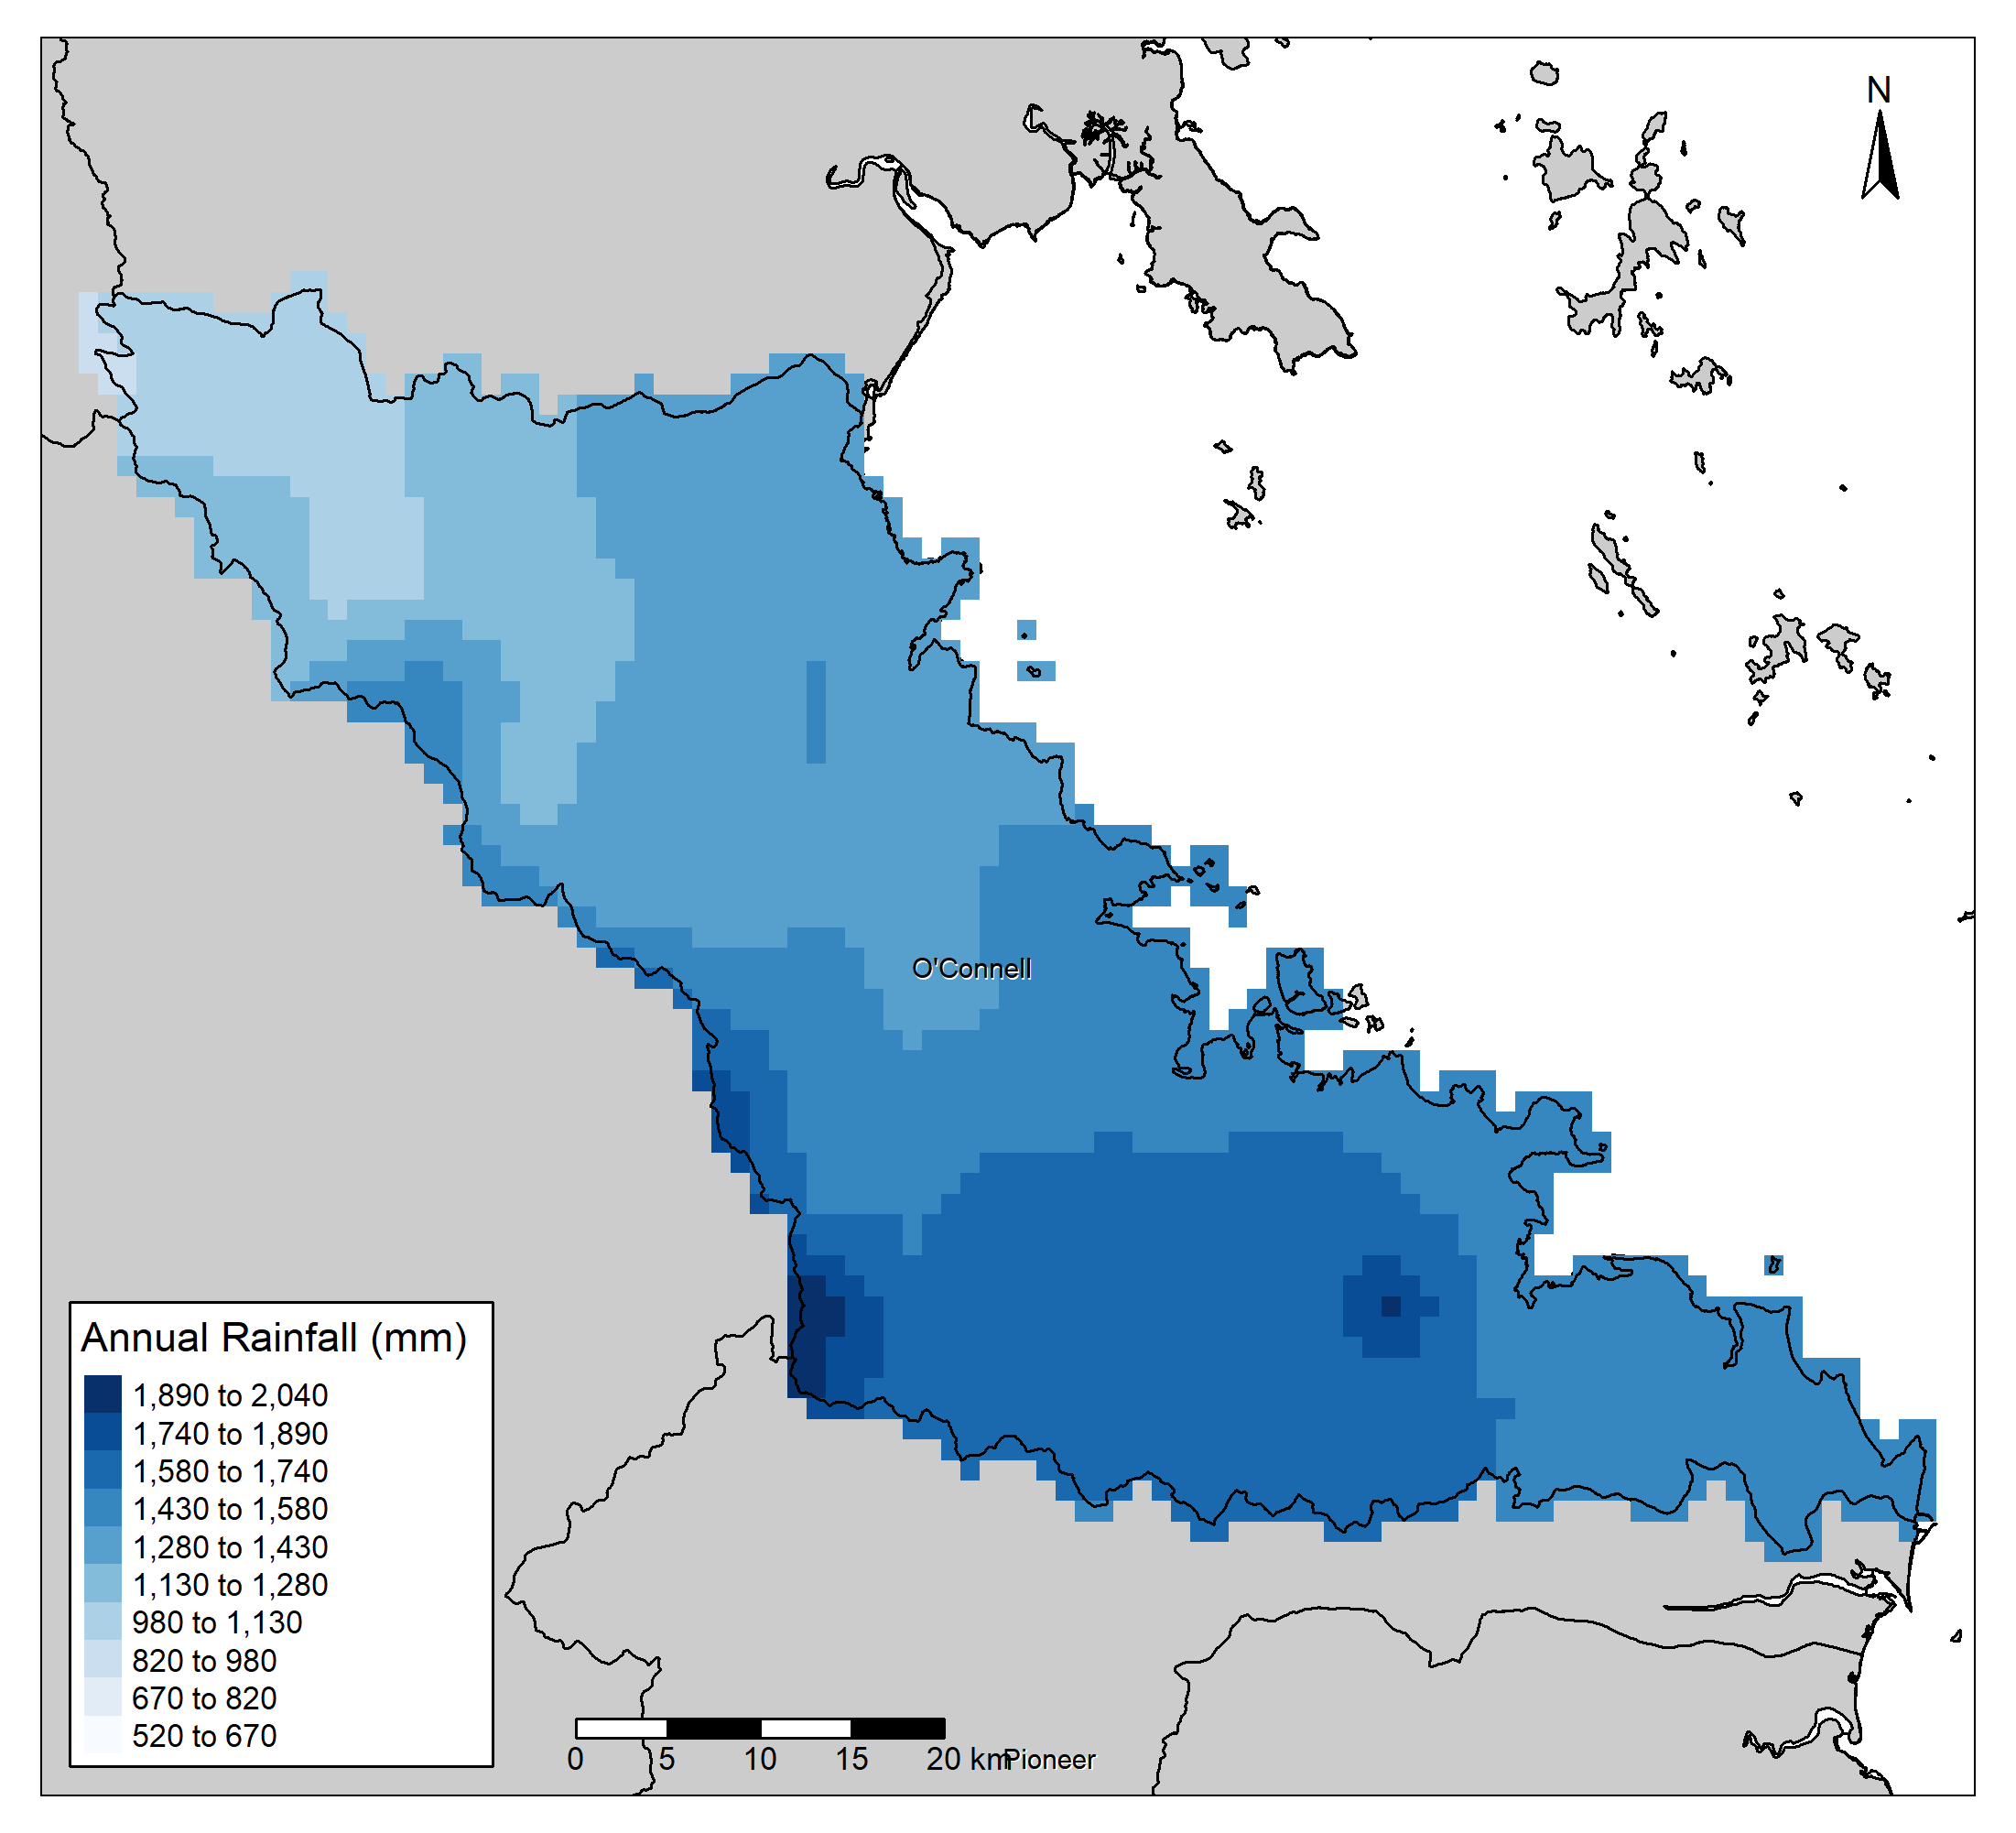 N
O'Connell
Annual Rainfall (mm)
1,890 to 2,040
1,740 to 1,890
1,580 to 1,740
1,430 to 1,580
1,280 to 1,430
1,130 to 1,280
980 to 1,130
820 to 980
670 to 820
520 to 670
0 5 10 15 20 km
Pioneer